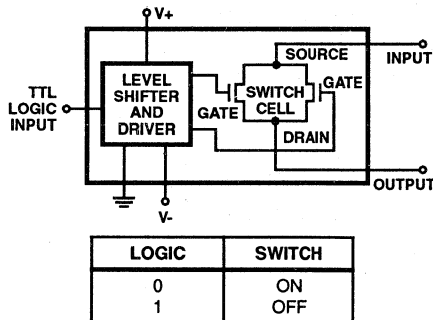 V+
SOURCE
INPUT
LEVEL
SHIFTER
AND
DRIVER
TTL
LOGIC
INPUT
GATE
SWITCH
CELL
GATE
DRAIN
OUTPUT
V-
LOGIC SWITCH
0 ON
1 OFF